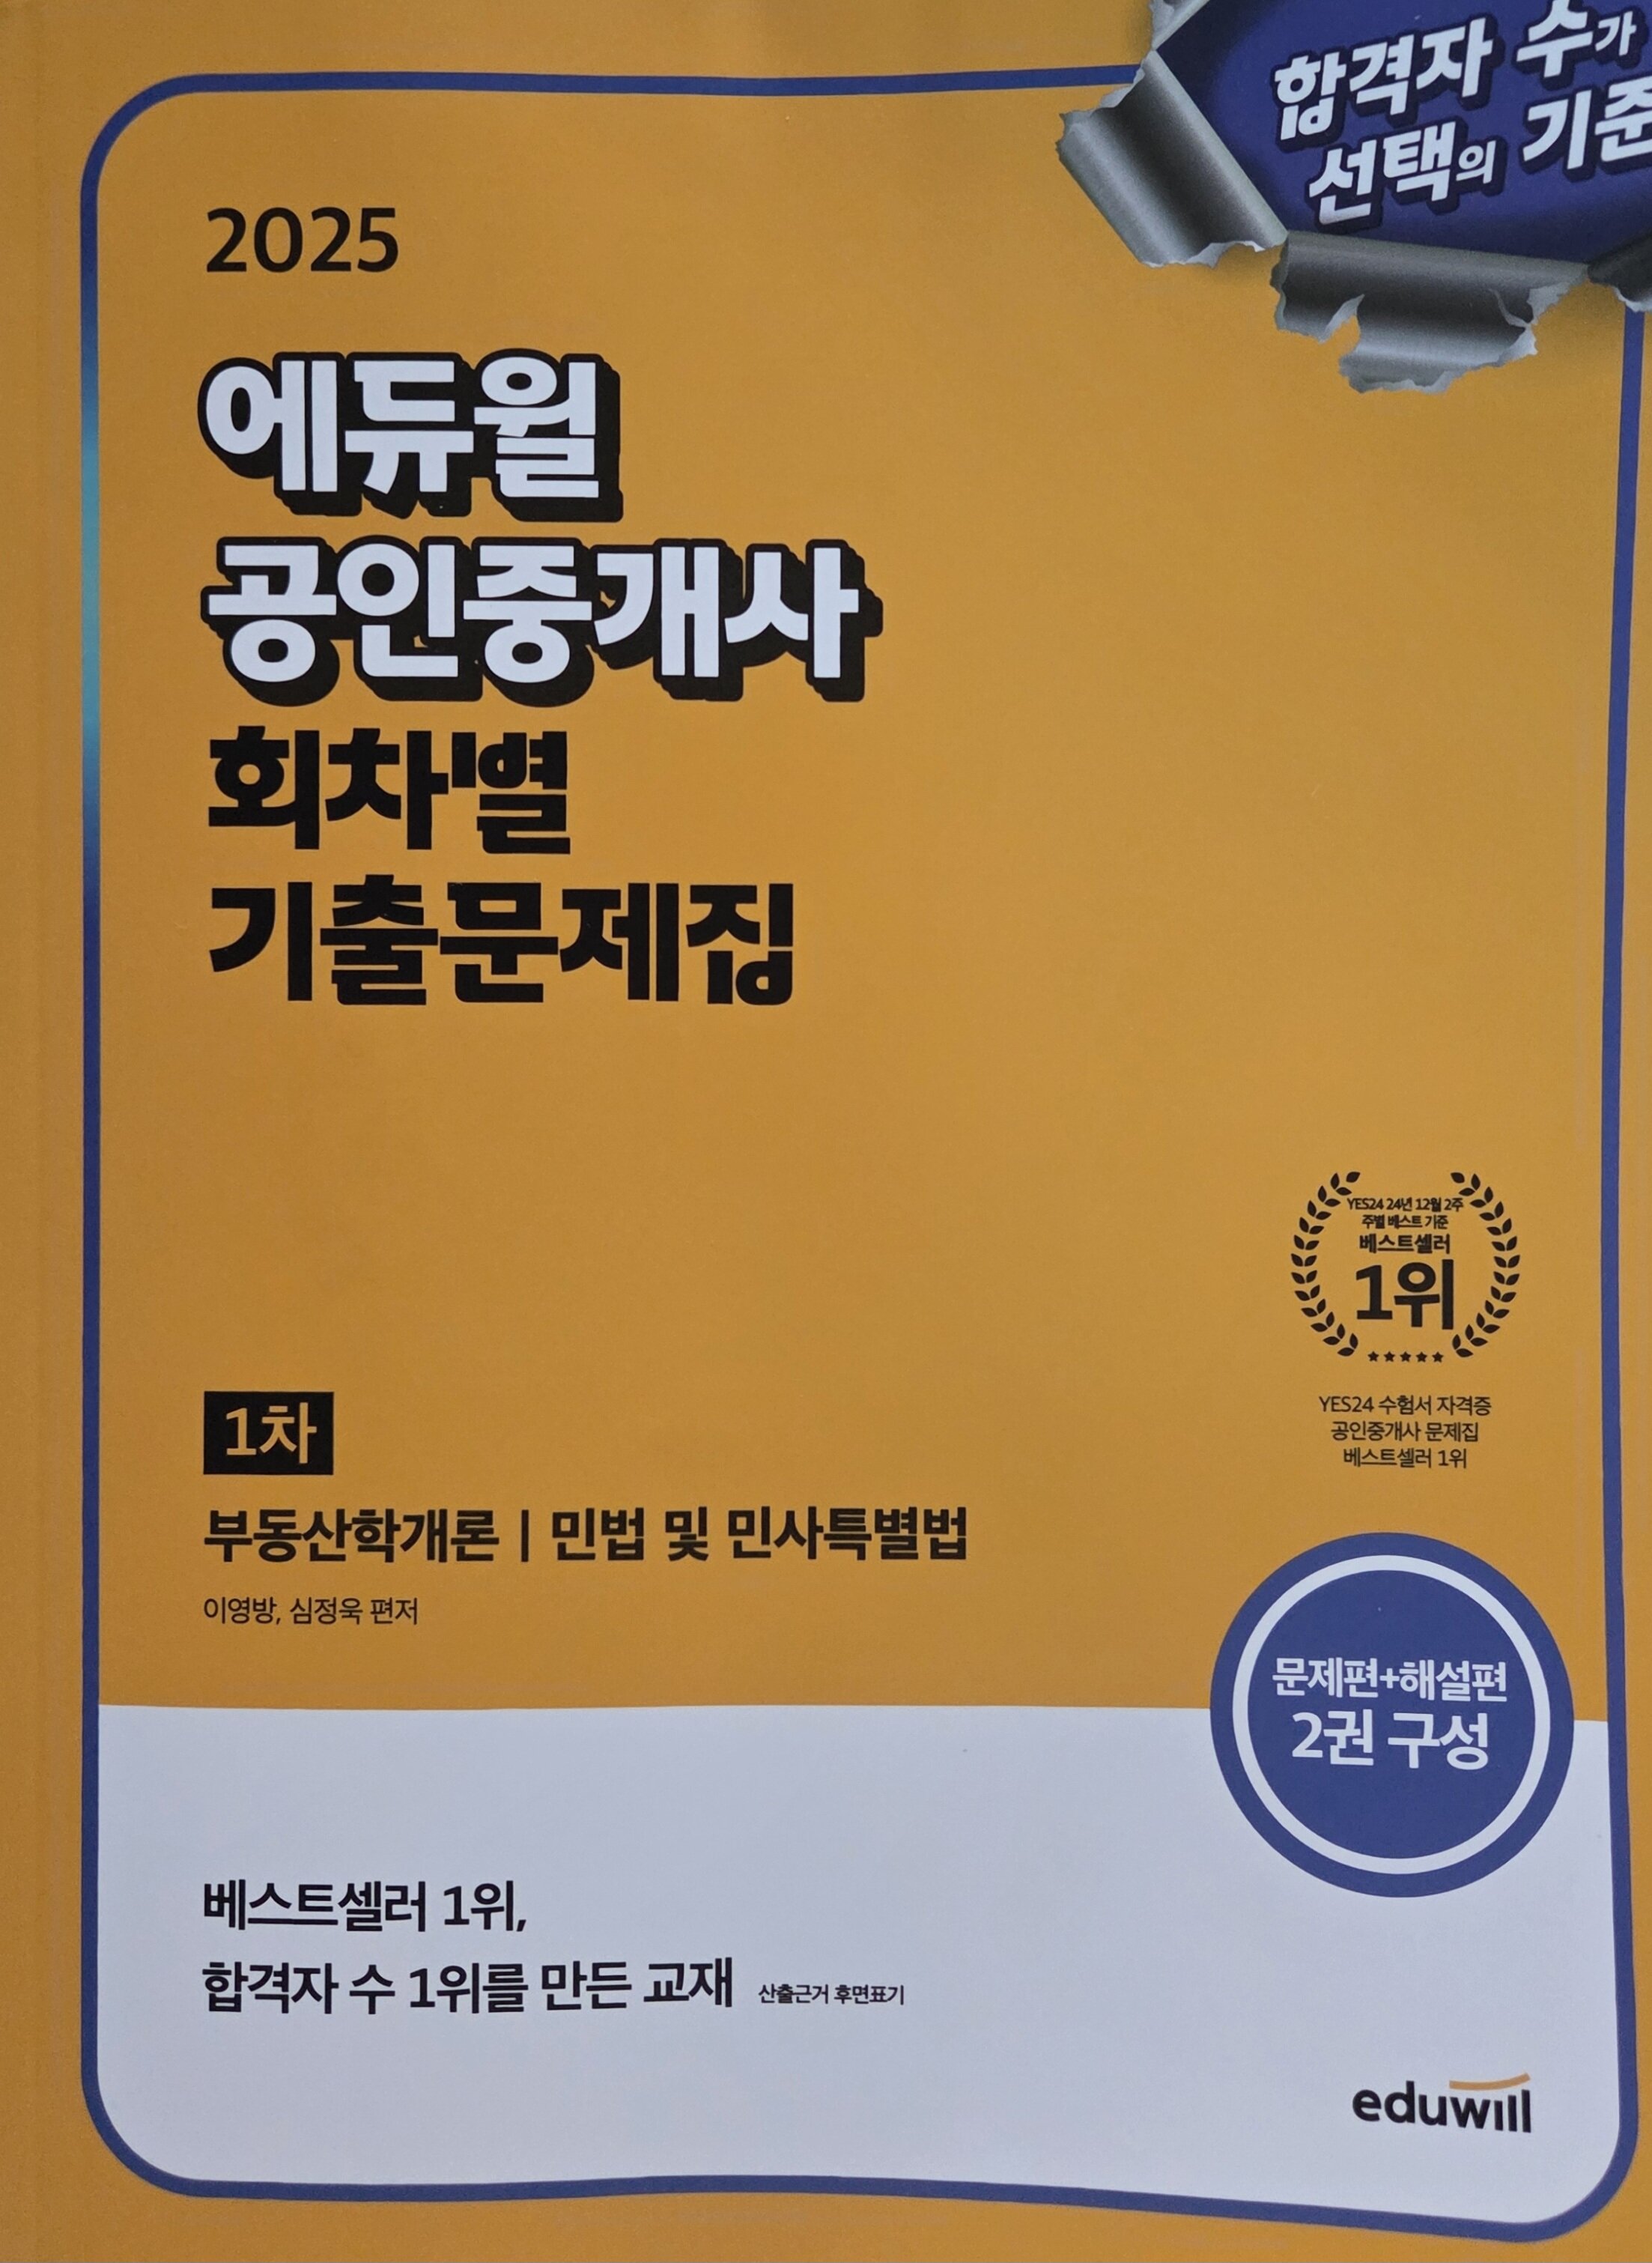 합격자 수가
선택의 기준
2025
에듀윌
공인중개사
회차별
기출문제집
YES24 24년 12월 2주
주별 베스트 기준
베스트셀러
1위
YES24 수험서 자격증
공인중개사 문제집
베스트셀러 1위
1차
부동산학개론 | 민법 및 민사특별법
이영방, 심정욱 편저
문제편+해설편
2권 구성
베스트셀러 1위,
합격자 수 1위를 만든 교재 산출근거 후면표기
eduwill